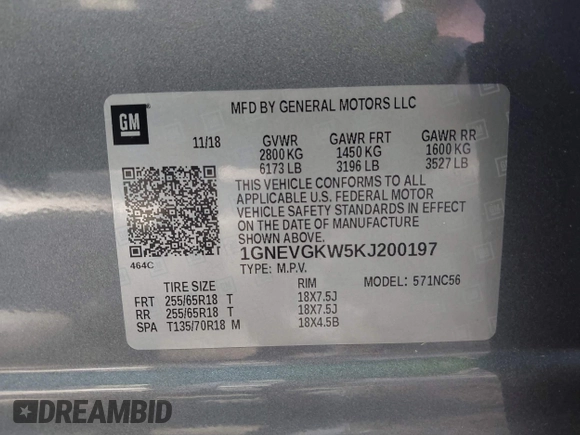 GM
MFD BY GENERAL MOTORS LLC
11/18 GVWR GAWR FRT GAWR RR
2800 KG 1450 KG 1600 KG
6173 LB 3196 LB 3527 LB
THIS VEHICLE CONFORMS TO ALL
APPLICABLE U.S. FEDERAL MOTOR
VEHICLE SAFETY STANDARDS IN EFFECT
ON THE DATE OF MANUFACTURE
SHOWN ABOVE.
1GNEVGKW5KJ200197
464C
TYPE: M.P.V. MODEL: 571NC56
TIRE SIZE RIM
FRT 255/65R18 T 18X7.5J
RR 255/65R18 T 18X7.5J
SPA T135/70R18 M 18X4.5B
DREAMBID